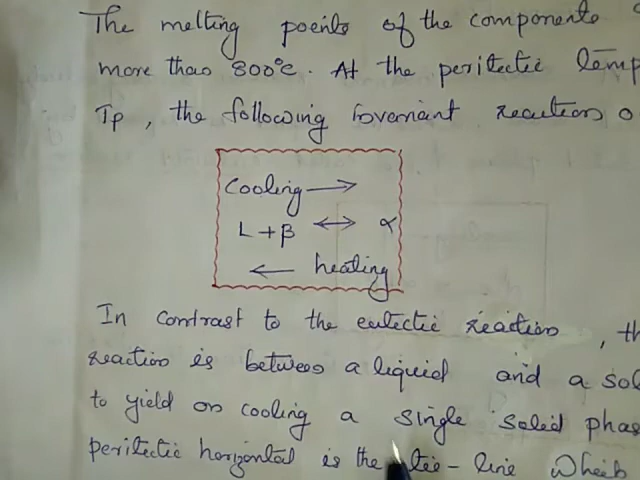 The melting points of the components
more than 800°c. At the peritectic temp
Tp, the following invariant reaction o
Cooling →
L + β ↔ α
← heating
In contrast to the eutectic reaction, th
reaction is between a liquid and a sol
to yield on cooling a single solid phas
peritectic horizontal is the tie-line which